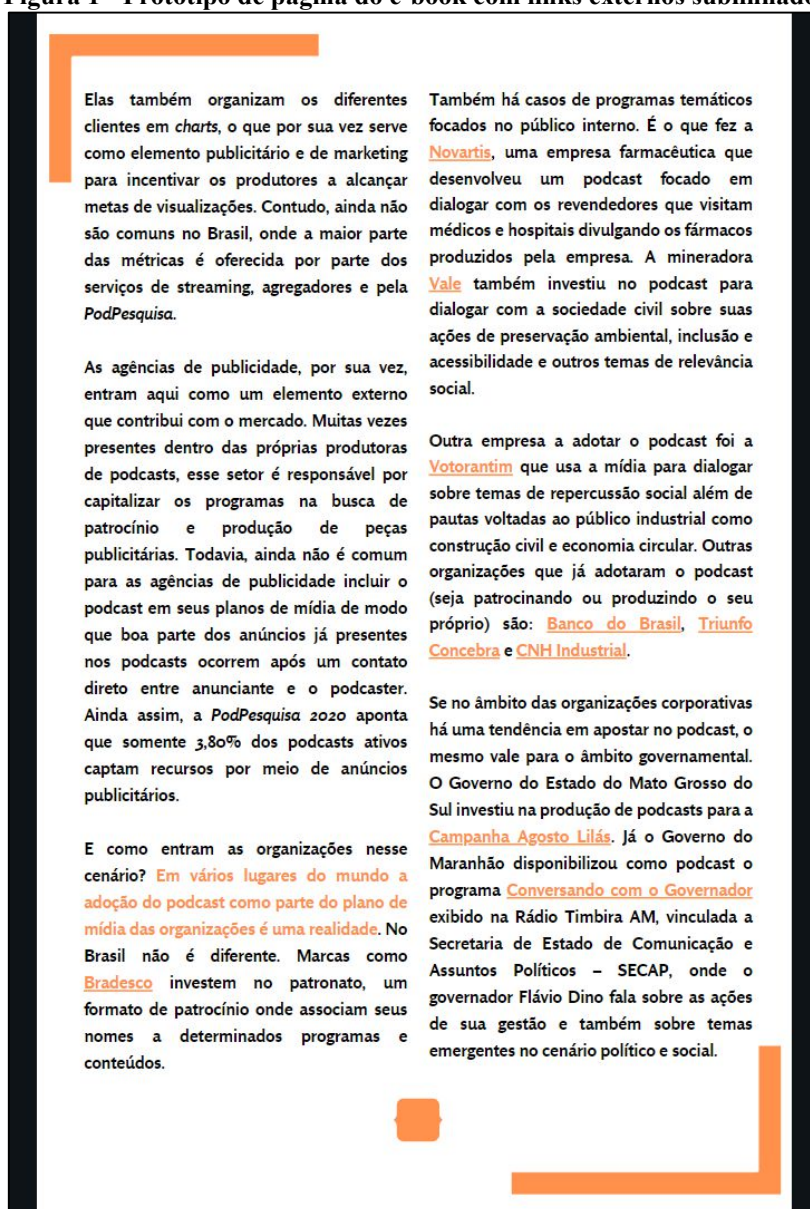 Figura 1 - Protótipo de página do e-book com links externos sublinhado
Elas também organizam os diferentes
clientes em charts, o que por sua vez serve
como elemento publicitário e de marketing
para incentivar os produtores a alcançar
metas de visualizações. Contudo, ainda não
são comuns no Brasil, onde a maior parte
das métricas é oferecida por parte dos
serviços de streaming, agregadores e pela
PodPesquisa.
As agências de publicidade, por sua vez,
entram aqui como um elemento externo
que contribui com o mercado. Muitas vezes
presentes dentro das próprias produtoras
de podcasts, esse setor é responsável por
capitalizar os programas na busca de
patrocínio e produção de peças
publicitárias. Todavia, ainda não é comum
para as agências de publicidade incluir o
podcast em seus planos de mídia de modo
que boa parte dos anúncios já presentes
nos podcasts ocorrem após um contato
direto entre anunciante e o podcaster.
Ainda assim, a PodPesquisa 2020 aponta
que somente 3,80% dos podcasts ativos
captam recursos por meio de anúncios
publicitários.
E como entram as organizações nesse
cenário? Em vários lugares do mundo a
adoção do podcast como parte do plano de
mídia das organizações é uma realidade. No
Brasil não é diferente. Marcas como
Bradesco investem no patronato, um
formato de patrocínio onde associam seus
nomes a determinados programas e
conteúdos.
Também há casos de programas temáticos
focados no público interno. É o que fez a
Novartis, uma empresa farmacêutica que
desenvolveu um podcast focado em
dialogar com os revendedores que visitam
médicos e hospitais divulgando os fármacos
produzidos pela empresa. A mineradora
Vale também investiu no podcast para
dialogar com a sociedade civil sobre suas
ações de preservação ambiental, inclusão e
acessibilidade e outros temas de relevância
social.
Outra empresa a adotar o podcast foi a
Votorantim que usa a mídia para dialogar
sobre temas de repercussão social além de
pautas voltadas ao público industrial como
construção civil e economia circular. Outras
organizações que já adotaram o podcast
(seja patrocinando ou produzindo o seu
próprio) são: Banco do Brasil, Triunfo
Concebra e CNH Industrial.
Se no âmbito das organizações corporativas
há uma tendência em apostar no podcast, o
mesmo vale para o âmbito governamental.
O Governo do Estado do Mato Grosso do
Sul investiu na produção de podcasts para a
Campanha Agosto Lilás. Já o Governo do
Maranhão disponibilizou como podcast o
programa Conversando com o Governador
exibido na Rádio Timbira AM, vinculada a
Secretaria de Estado de Comunicação e
Assuntos Políticos – SECAP, onde o
governador Flávio Dino fala sobre as ações
de sua gestão e também sobre temas
emergentes no cenário político e social.